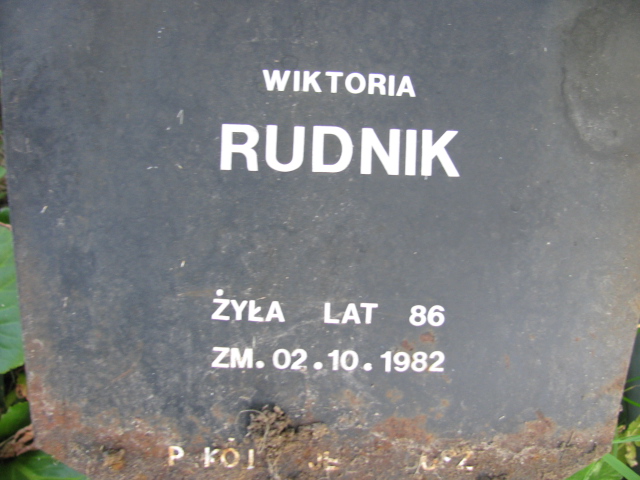 WIKTORIA
RUDNIK
ŻYŁA LAT 86
ZM. 02.10.1982